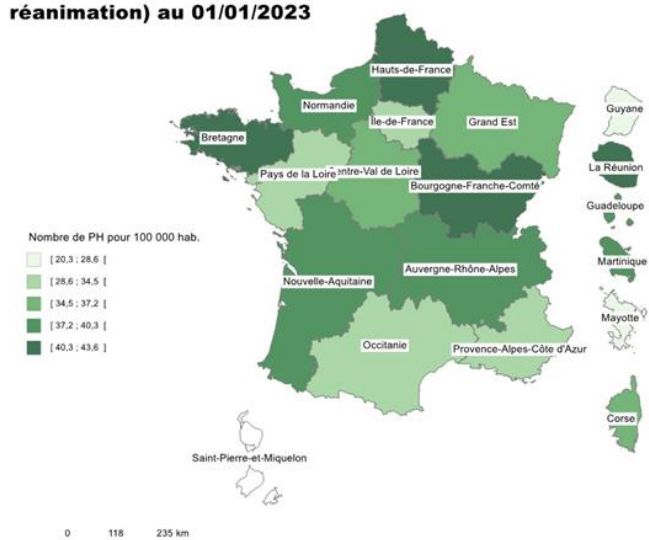 réanimation) au 01/01/2023
Hauts-de-France
Normandie
Île-de-France
Grand Est
Bretagne
Pays de la Loire
entre-Val de Loire
Bourgogne-Franche-Comté
Nouvelle-Aquitaine
Auvergne-Rhône-Alpes
Occitanie
Provence-Alpes-Côte d'Azur
Guyane
La Réunion
Guadeloupe
Martinique
Mayotte
Corse
Saint-Pierre-et-Miquelon
Nombre de PH pour 100 000 hab.
[ 20,3 ; 28,6 [
[ 28,6 ; 34,5 [
[ 34,5 ; 37,2 [
[ 37,2 ; 40,3 [
[ 40,3 ; 43,6 ]
0 118 235 km